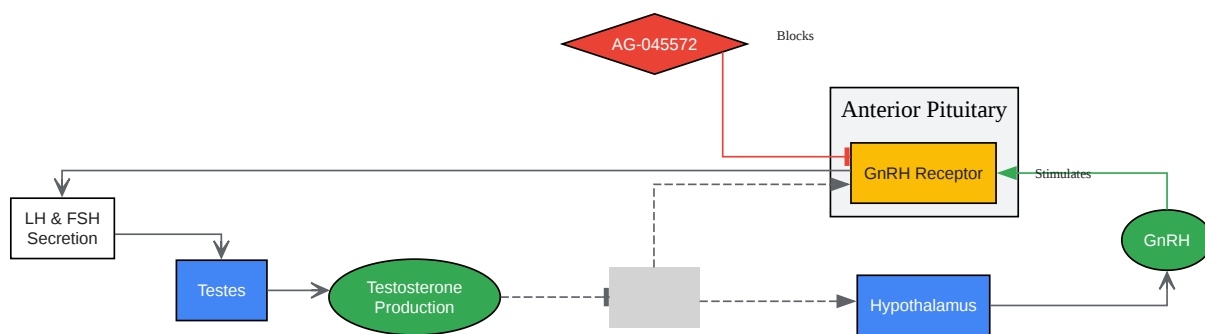 AG-045572
Blocks
Anterior Pituitary
GnRH Receptor
Stimulates
LH & FSH
Secretion
GnRH
Testes
Testosterone
Production
Hypothalamus